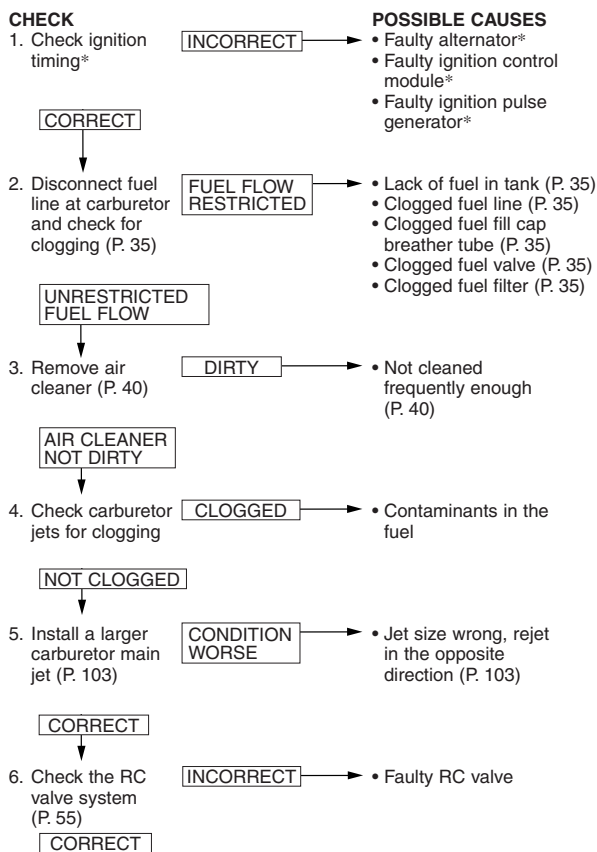 CHECK
POSSIBLE CAUSES
1. Check ignition
timing*
INCORRECT
• Faulty alternator*
• Faulty ignition control
module*
• Faulty ignition pulse
generator*
CORRECT
2. Disconnect fuel
line at carburetor
and check for
clogging (P. 35)
FUEL FLOW
RESTRICTED
• Lack of fuel in tank (P. 35)
• Clogged fuel line (P. 35)
• Clogged fuel fill cap
breather tube (P. 35)
• Clogged fuel valve (P. 35)
• Clogged fuel filter (P. 35)
UNRESTRICTED
FUEL FLOW
3. Remove air
cleaner (P. 40)
DIRTY
• Not cleaned
frequently enough
(P. 40)
AIR CLEANER
NOT DIRTY
4. Check carburetor
jets for clogging
CLOGGED
• Contaminants in the
fuel
NOT CLOGGED
5. Install a larger
carburetor main
jet (P. 103)
CONDITION
WORSE
• Jet size wrong, rejet
in the opposite
direction (P. 103)
CORRECT
6. Check the RC
valve system
(P. 55)
INCORRECT
• Faulty RC valve
CORRECT